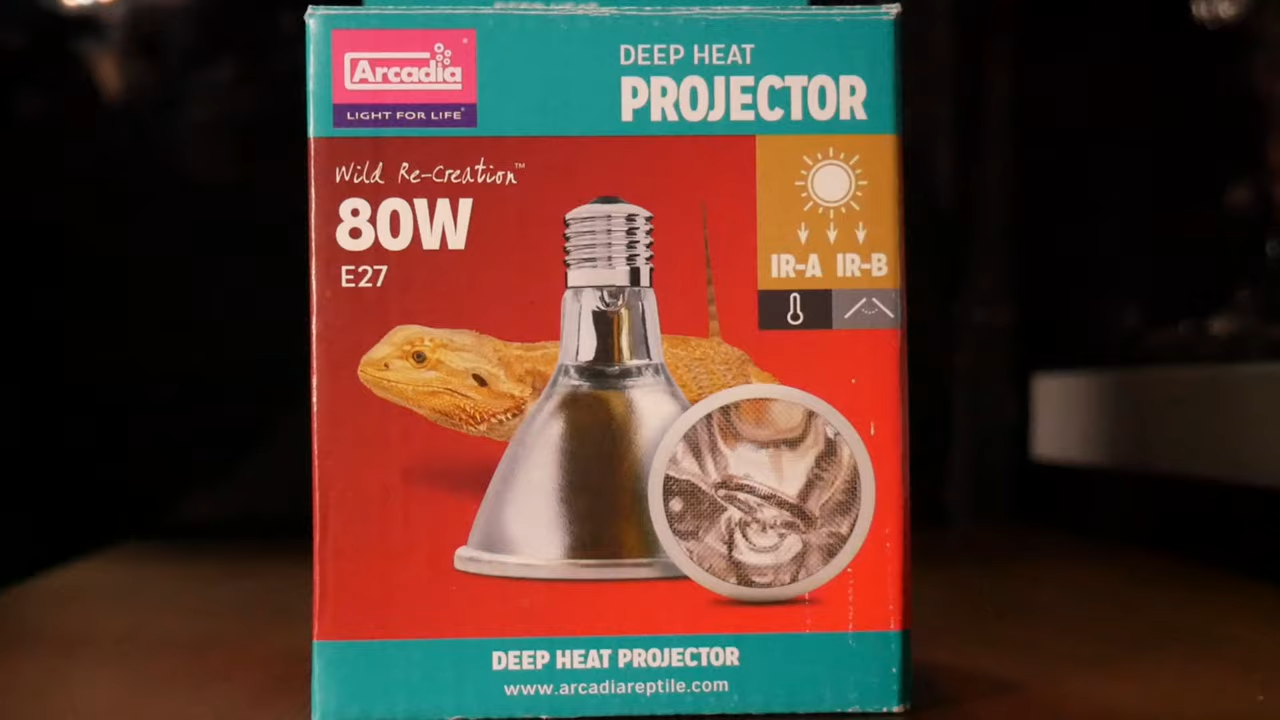 Arcadia
LIGHT FOR LIFE
DEEP HEAT
PROJECTOR
Wild Re-Creation™
80W
E27
IR-A IR-B
DEEP HEAT PROJECTOR
www.arcadiareptile.com